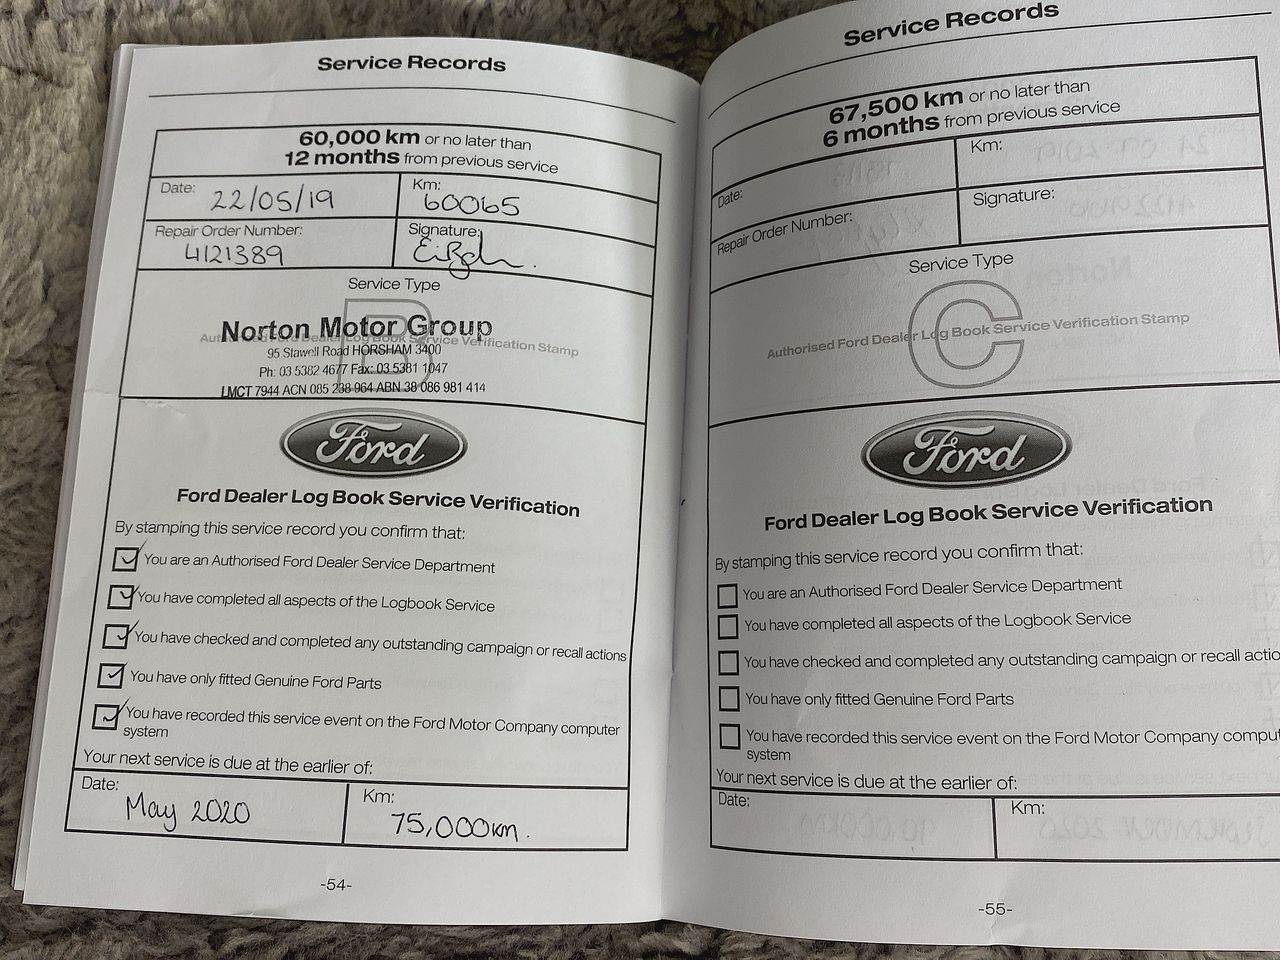 Service Records
60,000 km or no later than
12 months from previous service
Date: 22/05/19
Km: 60065
Repair Order Number: 4121389
Signature:
Service Type
B
Authorised Ford Dealer Log Book Service Verification Stamp
Norton Motor Group
95 Stawell Road HORSHAM 3400
Ph: 03 5382 4677 Fax: 03 5381 1047
LMCT 7944 ACN 085 238 964 ABN 38 086 981 414
Ford
Ford Dealer Log Book Service Verification
By stamping this service record you confirm that:
You are an Authorised Ford Dealer Service Department
You have completed all aspects of the Logbook Service
You have checked and completed any outstanding campaign or recall actions
You have only fitted Genuine Ford Parts
You have recorded this service event on the Ford Motor Company computer
system
Your next service is due at the earlier of:
Date: May 2020
Km: 75,000km.
-54-
Service Records
67,500 km or no later than
6 months from previous service
Date:
Km:
Repair Order Number:
Signature:
Service Type
C
Authorised Ford Dealer Log Book Service Verification Stamp
Ford
Ford Dealer Log Book Service Verification
By stamping this service record you confirm that:
You are an Authorised Ford Dealer Service Department
You have completed all aspects of the Logbook Service
You have checked and completed any outstanding campaign or recall actio
You have only fitted Genuine Ford Parts
You have recorded this service event on the Ford Motor Company comput
system
Your next service is due at the earlier of:
Date:
Km:
-55-